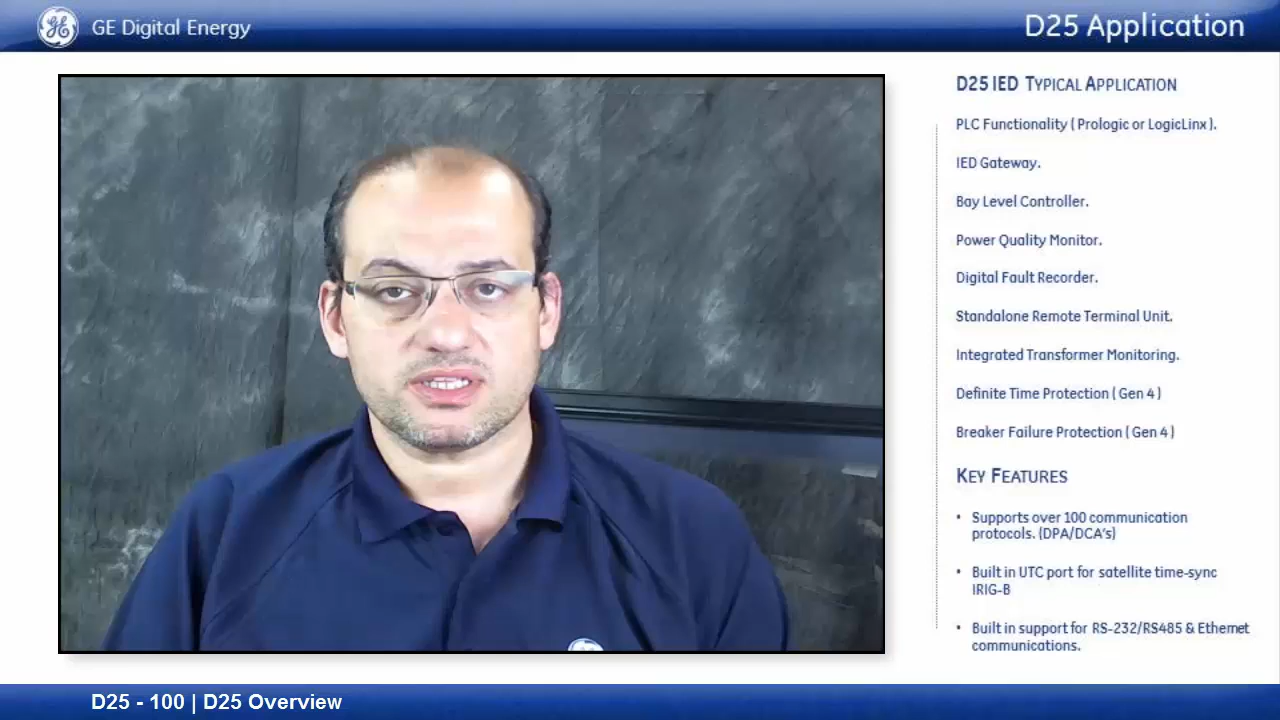 GE Digital Energy
D25 Application
D25 IED TYPICAL APPLICATION
PLC Functionality ( Prologic or LogicLinx ).
IED Gateway.
Bay Level Controller.
Power Quality Monitor.
Digital Fault Recorder.
Standalone Remote Terminal Unit.
Integrated Transformer Monitoring.
Definite Time Protection ( Gen 4 )
Breaker Failure Protection ( Gen 4 )
KEY FEATURES
• Supports over 100 communication
protocols. (DPA/DCA's)
• Built in UTC port for satellite time-sync
IRIG-B
• Built in support for RS-232/RS485 & Ethernet
communications.
D25 - 100 | D25 Overview